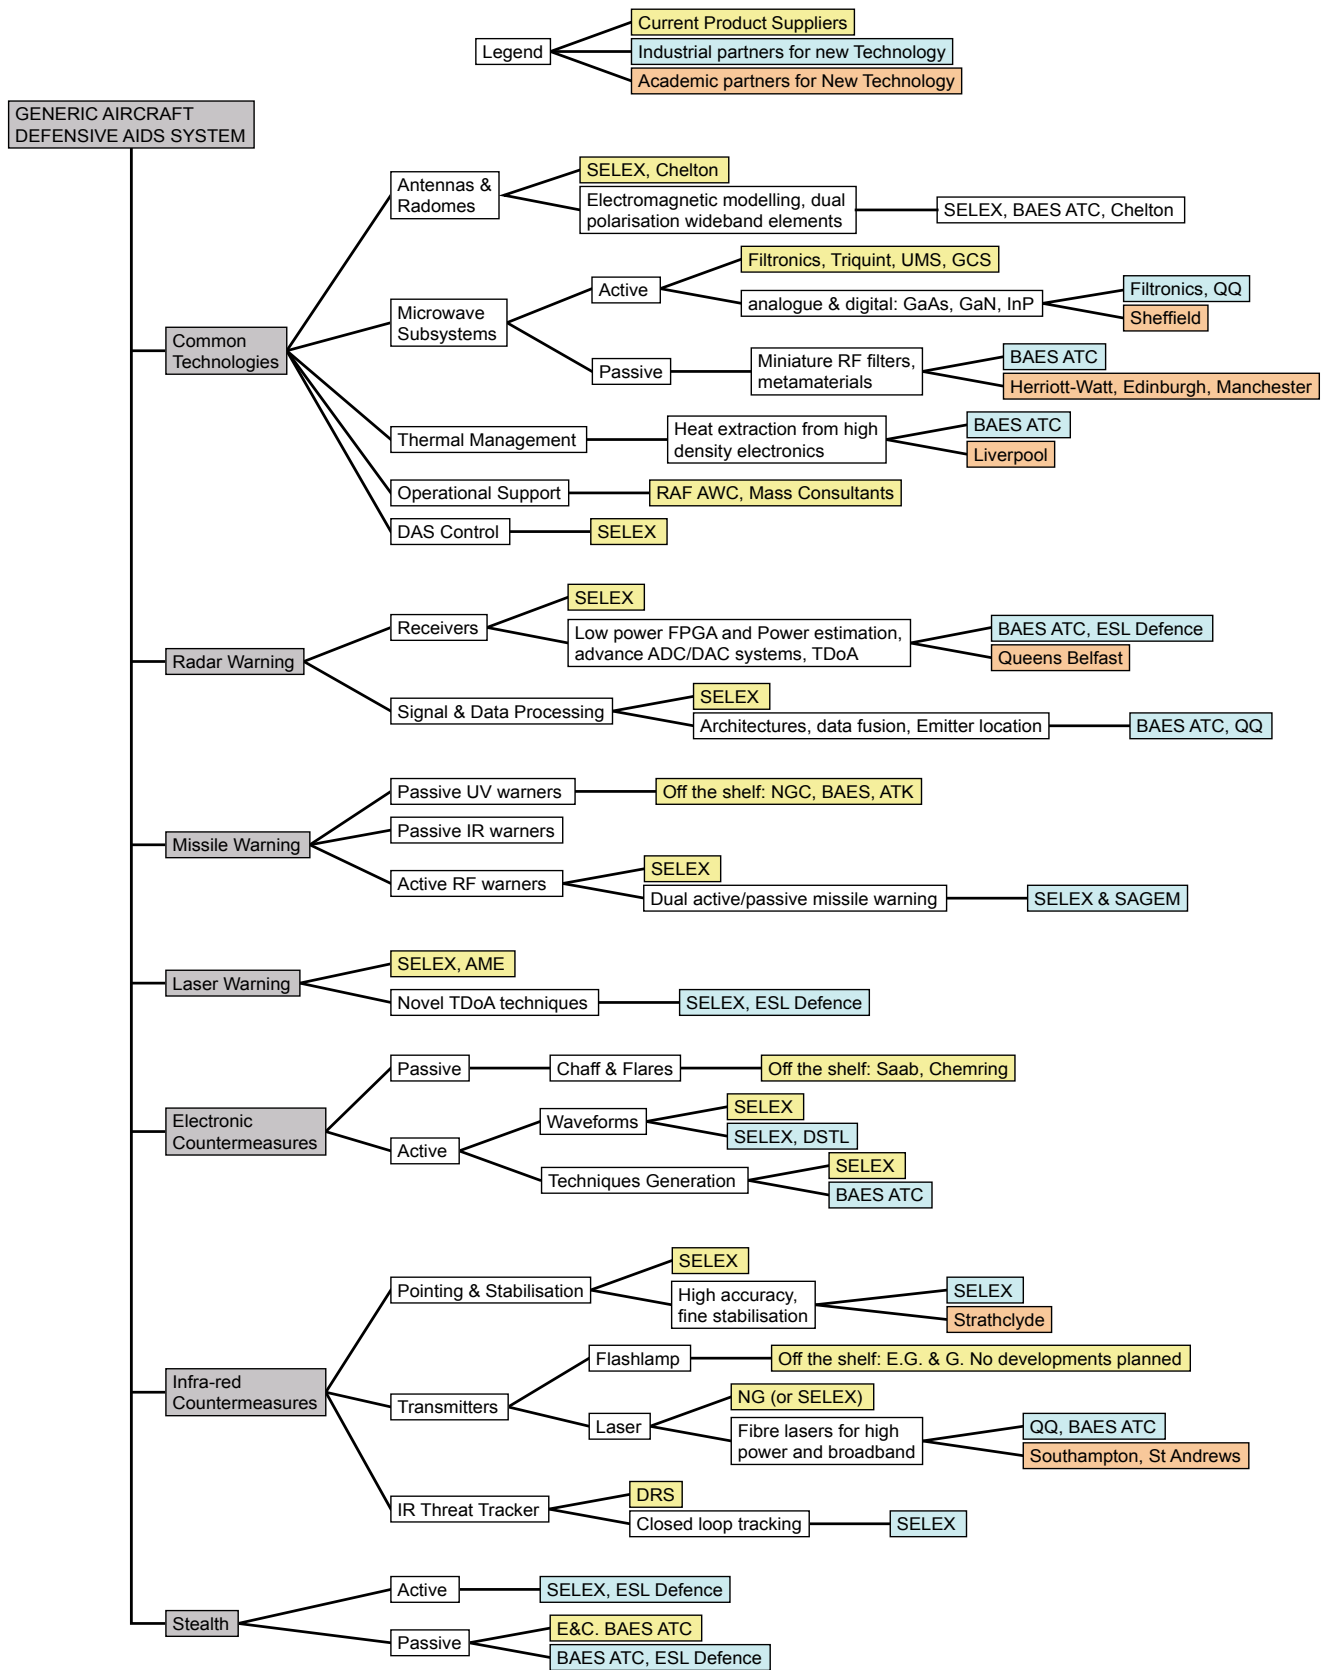 Legend
Current Product Suppliers
Industrial partners for new Technology
Academic partners for New Technology
GENERIC AIRCRAFT
DEFENSIVE AIDS SYSTEM
Common
Technologies
Antennas &
Radomes
SELEX, Chelton
Electromagnetic modelling, dual
polarisation wideband elements
SELEX, BAES ATC, Chelton
Microwave
Subsystems
Active
Filtronics, Triquint, UMS, GCS
analogue & digital: GaAs, GaN, InP
Filtronics, QQ
Sheffield
Passive
Miniature RF filters,
metamaterials
BAES ATC
Herriott-Watt, Edinburgh, Manchester
Thermal Management
Heat extraction from high
density electronics
BAES ATC
Liverpool
Operational Support
RAF AWC, Mass Consultants
DAS Control
SELEX
Radar Warning
Receivers
SELEX
Low power FPGA and Power estimation,
advance ADC/DAC systems, TDoA
BAES ATC, ESL Defence
Queens Belfast
Signal & Data Processing
SELEX
Architectures, data fusion, Emitter location
BAES ATC, QQ
Missile Warning
Passive UV warners
Off the shelf: NGC, BAES, ATK
Passive IR warners
Active RF warners
SELEX
Dual active/passive missile warning
SELEX & SAGEM
Laser Warning
SELEX, AME
Novel TDoA techniques
SELEX, ESL Defence
Electronic
Countermeasures
Passive
Chaff & Flares
Off the shelf: Saab, Chemring
Active
Waveforms
SELEX
SELEX, DSTL
Techniques Generation
SELEX
BAES ATC
Infra-red
Countermeasures
Pointing & Stabilisation
SELEX
High accuracy,
fine stabilisation
SELEX
Strathclyde
Transmitters
Flashlamp
Off the shelf: E.G. & G. No developments planned
Laser
NG (or SELEX)
Fibre lasers for high
power and broadband
QQ, BAES ATC
Southampton, St Andrews
IR Threat Tracker
DRS
Closed loop tracking
SELEX
Stealth
Active
SELEX, ESL Defence
Passive
E&C. BAES ATC
BAES ATC, ESL Defence